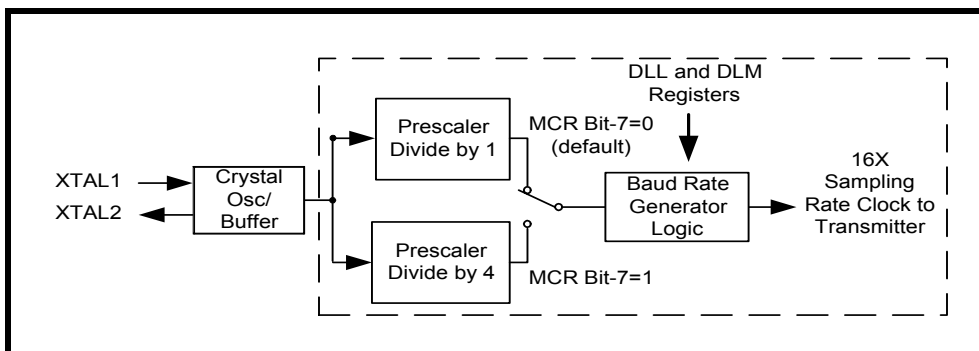 DLL and DLM
Registers
Prescaler
Divide by 1
MCR Bit-7=0
(default)
XTAL1
XTAL2
Crystal
Osc/
Buffer
Baud Rate
Generator
Logic
16X
Sampling
Rate Clock to
Transmitter
Prescaler
Divide by 4
MCR Bit-7=1